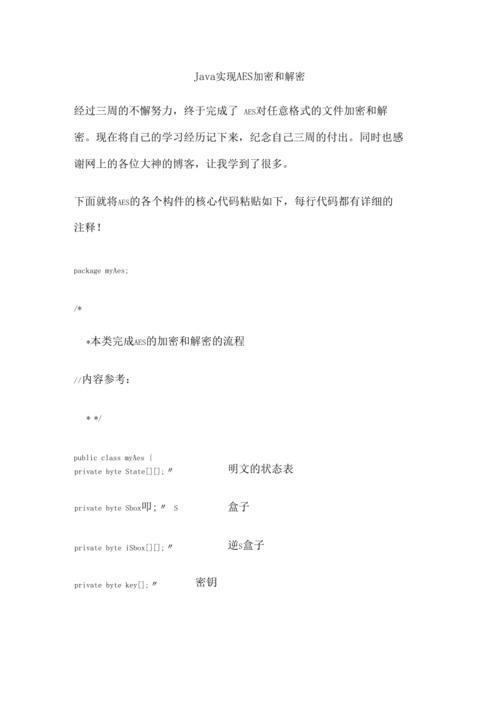 Java实现AES加密和解密
经过三周的不懈努力，终于完成了 AES对任意格式的文件加密和解
密。现在将自己的学习经历记下来，纪念自己三周的付出。同时也感
谢网上的各位大神的博客，让我学到了很多。
下面就将AES的各个构件的核心代码粘贴如下，每行代码都有详细的
注释！
package myAes;
/*
*本类完成AES的加密和解密的流程
//内容参考：
* */
public class myAes {
private byte State[][];〃 明文的状态表
private byte Sbox叩;〃 S 盒子
private byte iSbox[][];〃 逆S盒子
private byte key[];〃 密钥